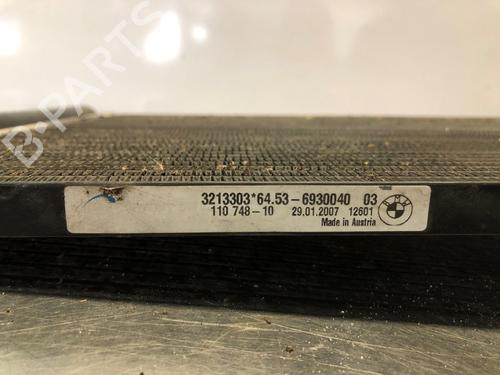 3213303*64.53-6930040 03
110 748-10 29.01.2007 12601
Made in Austria
BMW
B-PARTS